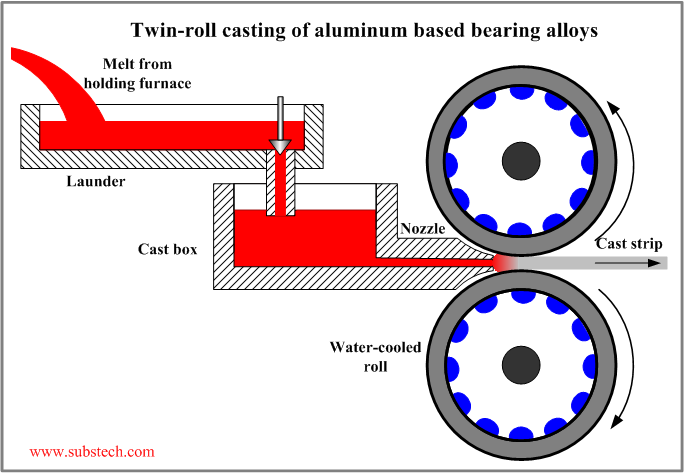 Twin-roll casting of aluminum based bearing alloys
Melt from
holding furnace
Launder
Nozzle
Cast box
Cast strip
Water-cooled
roll
www.substech.com